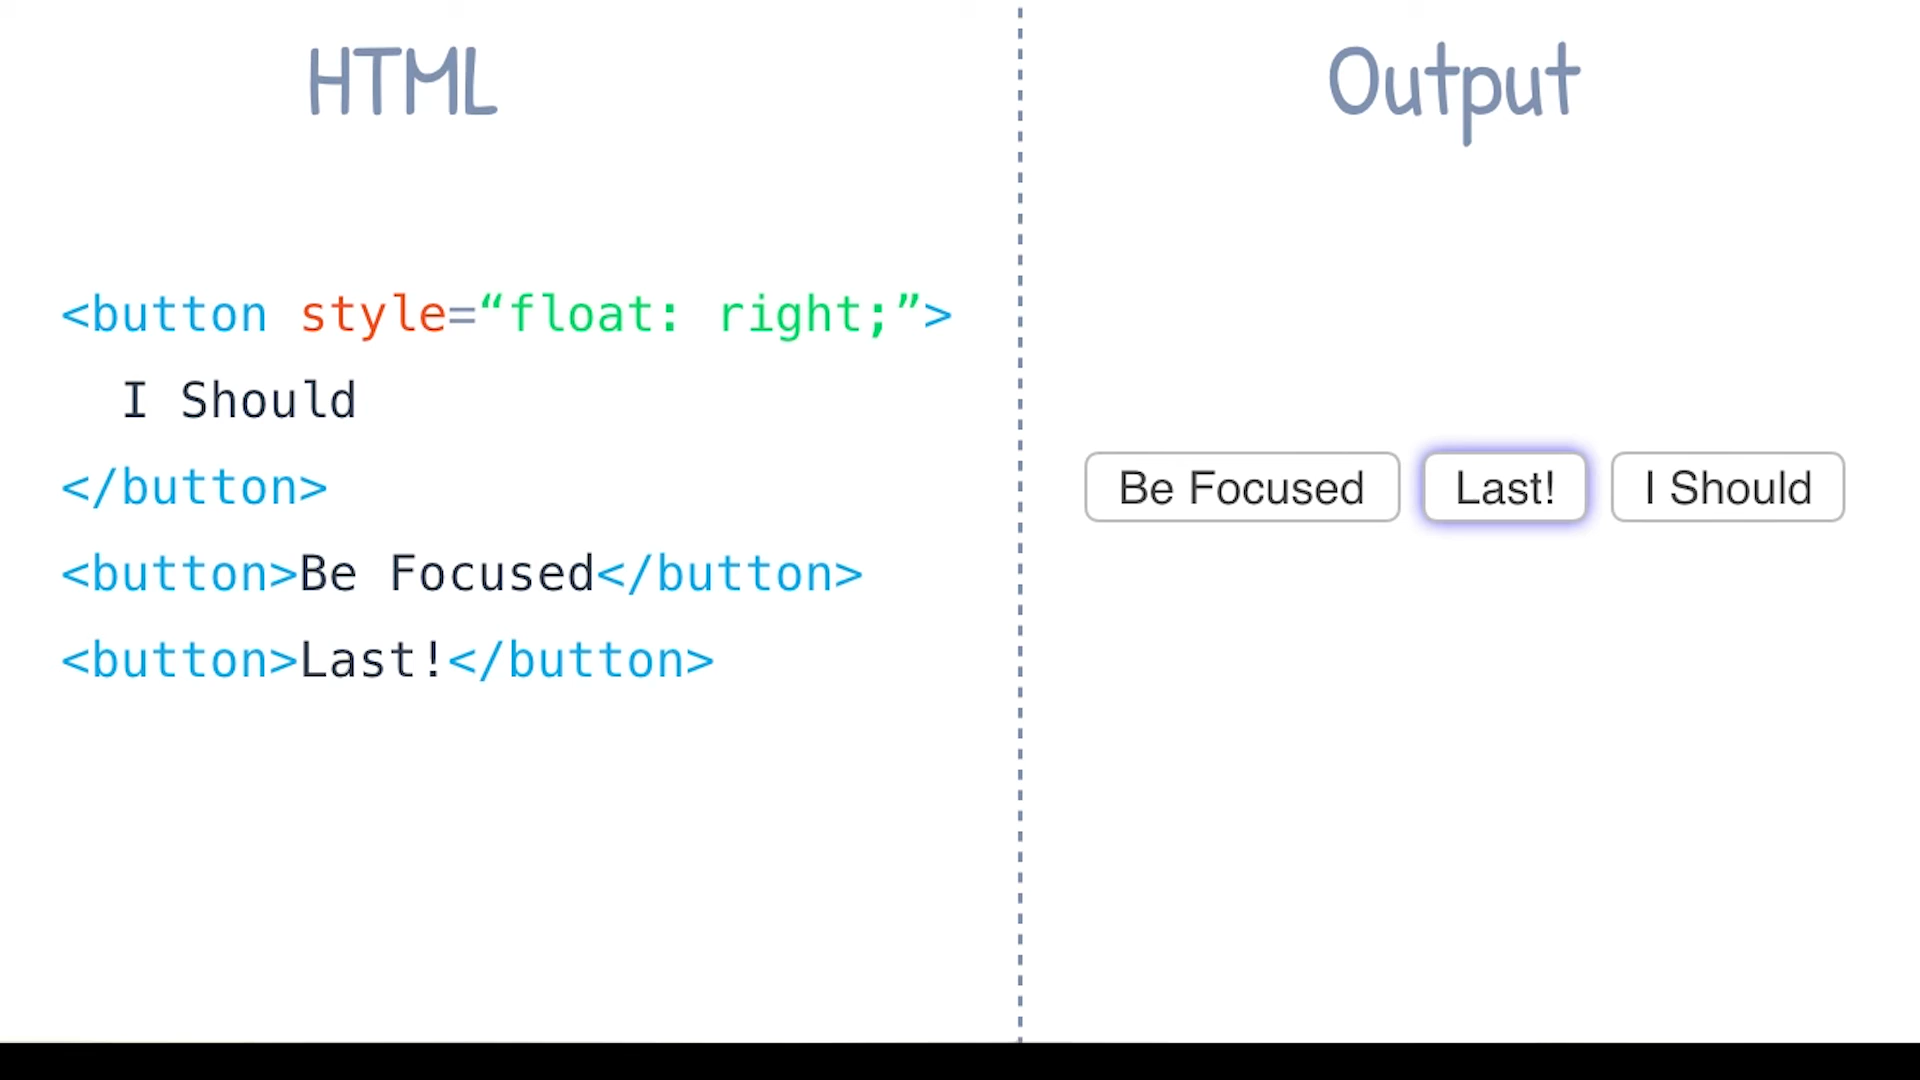 HTML
<button style=“float: right;”>
I Should
</button>
<button>Be Focused</button>
<button>Last!</button>
Output
Be Focused Last! I Should